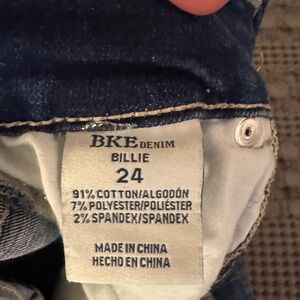 BKE DENIM
BILLIE
24
91% COTTON/ALGODÓN
7% POLYESTER/POLIÉSTER
2% SPANDEX/SPANDEX
MADE IN CHINA
HECHO EN CHINA